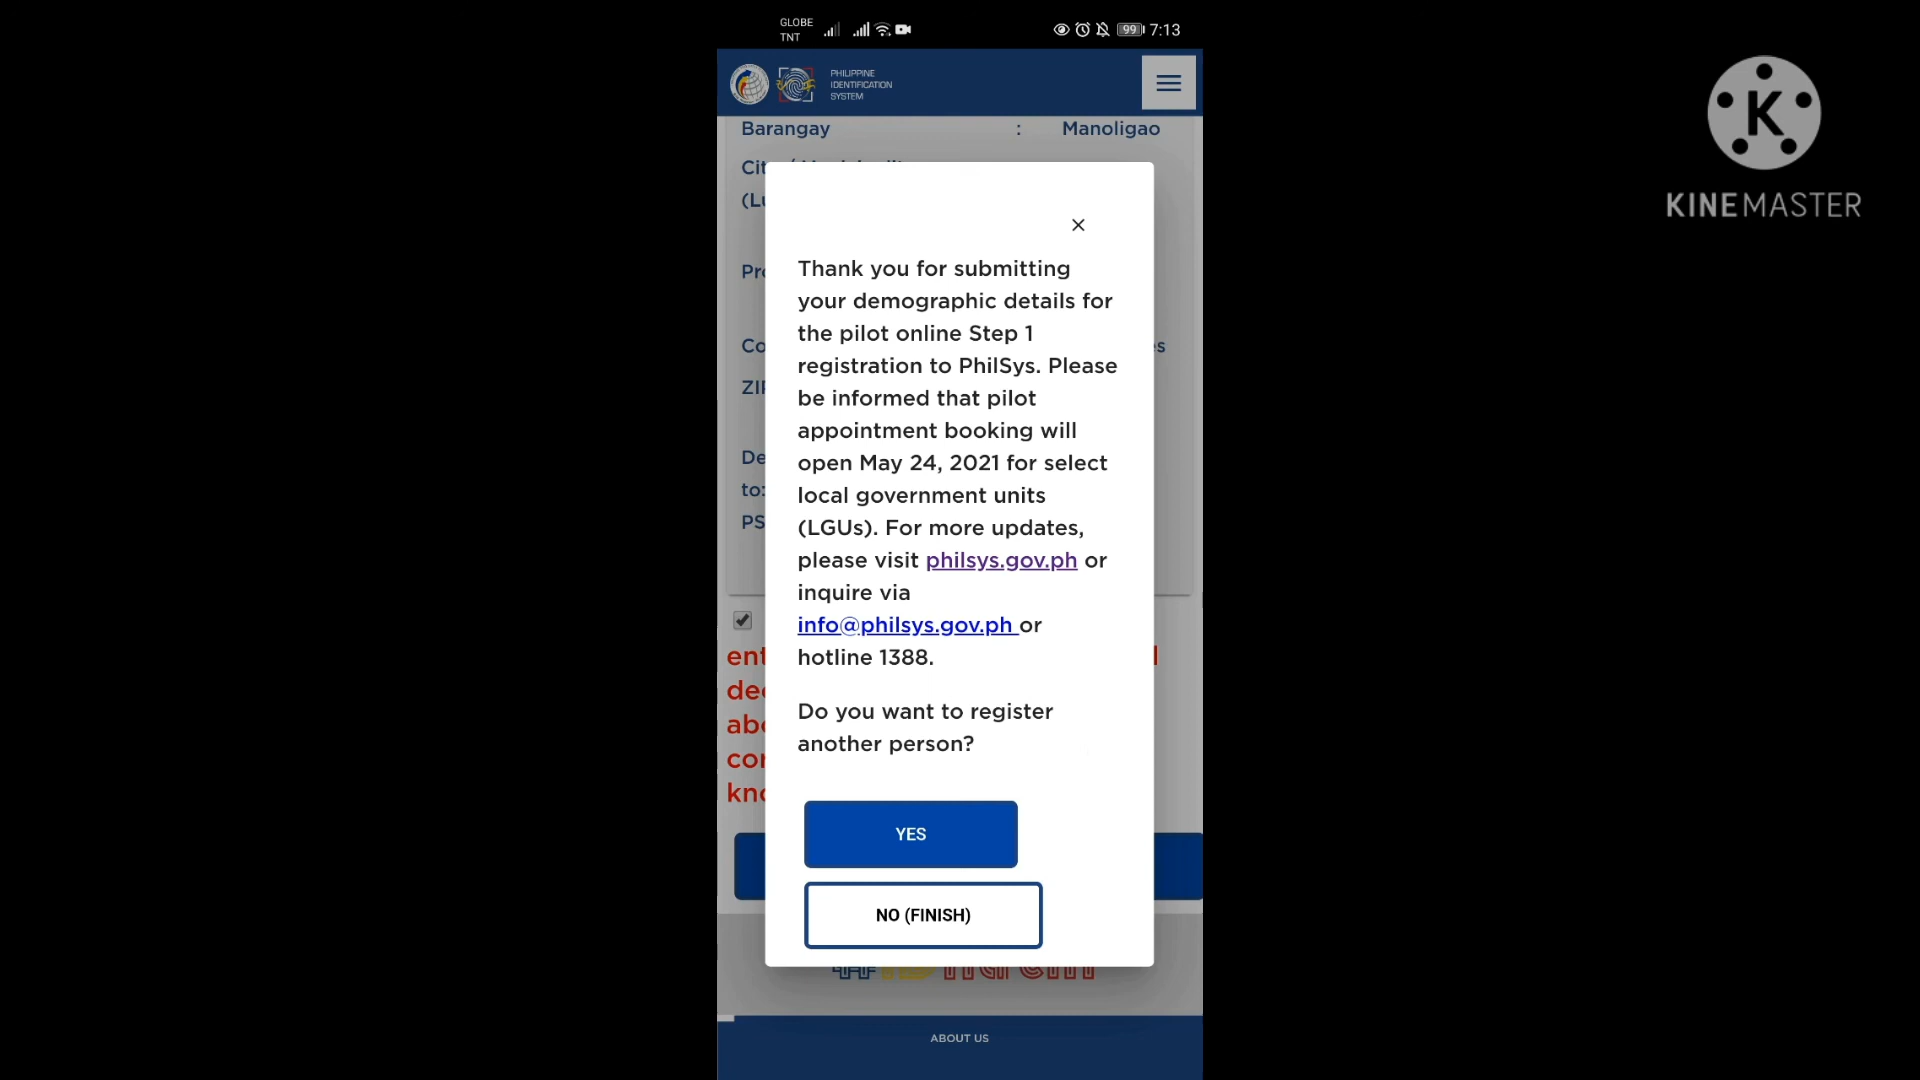 GLOBE
TNT
99
7:13
PHILIPPINE
IDENTIFICATION
SYSTEM
K
KINEMASTER
Barangay : Manoligao
Thank you for submitting
your demographic details for
the pilot online Step 1
registration to PhilSys. Please
be informed that pilot
appointment booking will
open May 24, 2021 for select
local government units
(LGUs). For more updates,
please visit philsys.gov.ph or
inquire via
info@philsys.gov.ph or
hotline 1388.
Do you want to register
another person?
YES
NO (FINISH)
ABOUT US